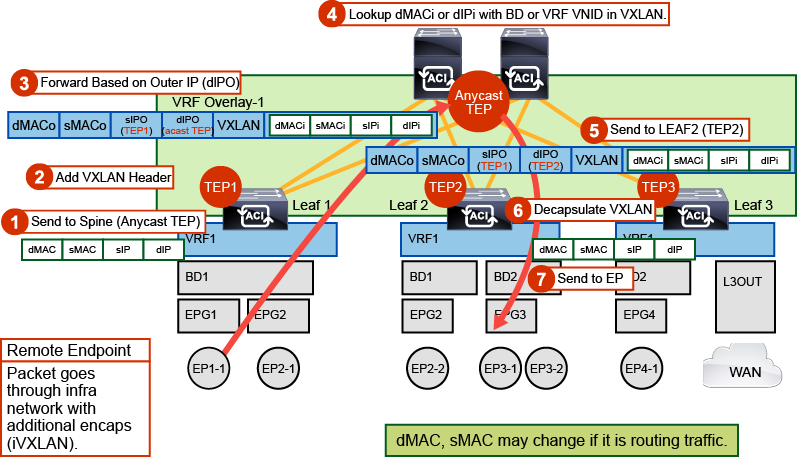 4 Lookup dMACi or dIPi with BD or VRF VNID in VXLAN.
ACI
ACI
3 Forward Based on Outer IP (dIPO)
Anycast
TEP
VRF Overlay-1
dMACo sMACo sIPO (TEP1) dIPO (acast TEP) VXLAN dMACi sMACi sIPi dIPi
5 Send to LEAF2 (TEP2)
dMACo sMACo sIPO (TEP1) dIPO (TEP2) VXLAN dMACi sMACi sIPi dIPi
2 Add VXLAN Header
TEP1
TEP2
TEP3
Leaf 1
Leaf 2
Leaf 3
ACI
ACI
ACI
1 Send to Spine (Anycast TEP)
6 Decapsulate VXLAN
VRF1
VRF1
VRF1
dMAC sMAC sIP dIP
dMAC sMAC sIP dIP
7 Send to EP
BD1
BD1
BD2
D2
L3OUT
EPG1
EPG2
EPG2
EPG3
EPG4
EP1-1
EP2-1
EP2-2
EP3-1
EP3-2
EP4-1
WAN
Remote Endpoint
Packet goes
through infra
network with
additional encaps
(iVXLAN).
dMAC, sMAC may change if it is routing traffic.